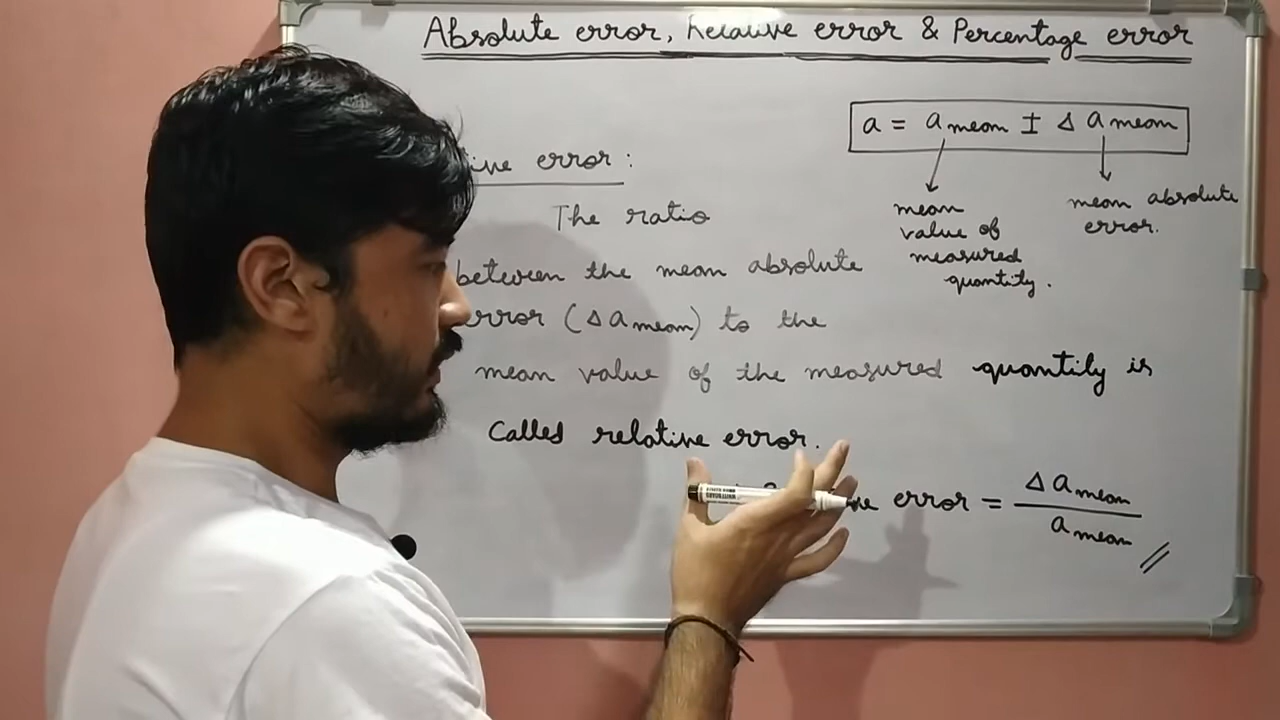 Absolute error, Relative error & Percentage error
a = a mean ± Δ a mean
mean
value of
measured
quantity.
mean absolute
error.
ive error :
The ratio
between the mean absolute
error (Δ a mean) to the
mean value of the measured quantity is
Called relative error.
error = Δ a mean
a mean